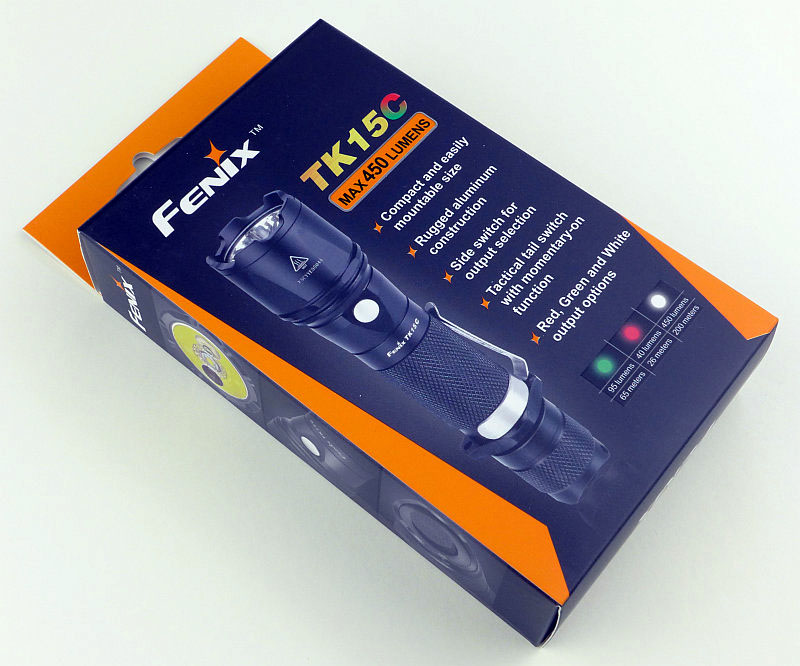 FENIX™
TK15C
MAX 450 LUMENS
Compact and easily
mountable size
Rugged aluminum
construction
Side switch for
output selection
Tactical tail switch
with momentary-on
function
Red, Green and White
output options
95 lumens 40 lumens 450 lumens
65 meters 26 meters 200 meters
FENIX TK15C
FENIX™